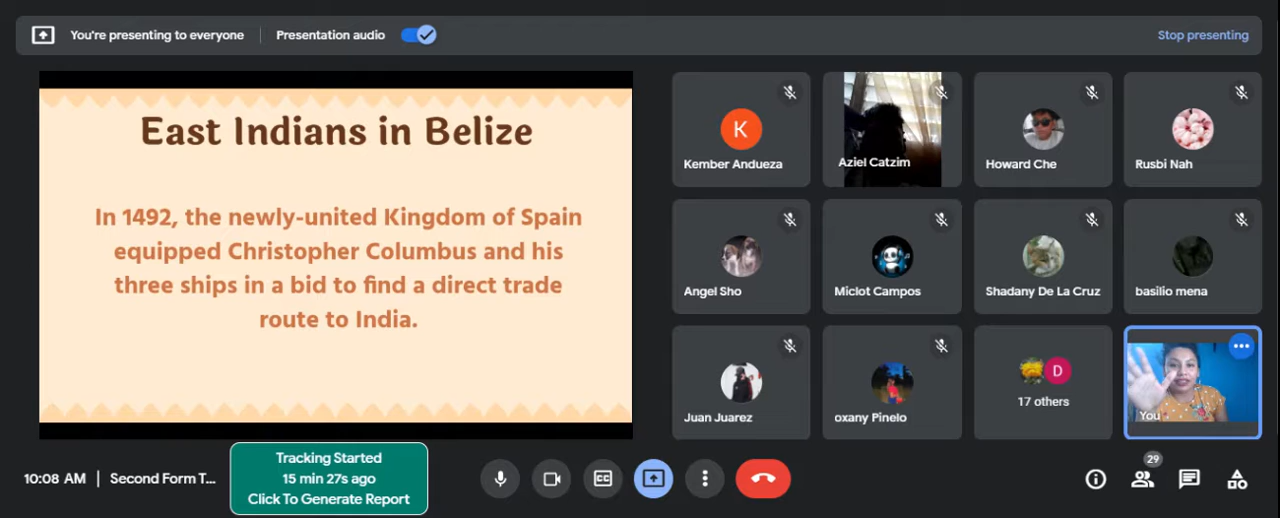 You're presenting to everyone
Presentation audio
Stop presenting
East Indians in Belize
In 1492, the newly-united Kingdom of Spain
equipped Christopher Columbus and his
three ships in a bid to find a direct trade
route to India.
K
Kember Andueza
Aziel Catzim
Howard Che
Rusbi Nah
Angel Sho
Miclot Campos
Shadany De La Cruz
basilio mena
Juan Juarez
oxany Pinelo
D
17 others
You
10:08 AM | Second Form T...
Tracking Started
15 min 27s ago
Click To Generate Report
CC
29